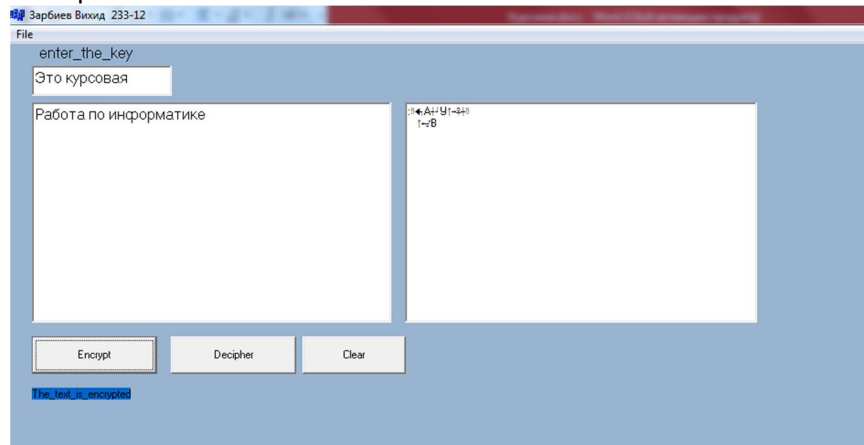 Зарбиев Вихид 233-12
File
enter_the_key
Это курсовая
Работа по информатике
Encrypt
Decipher
Clear
The_text_is_encrypted